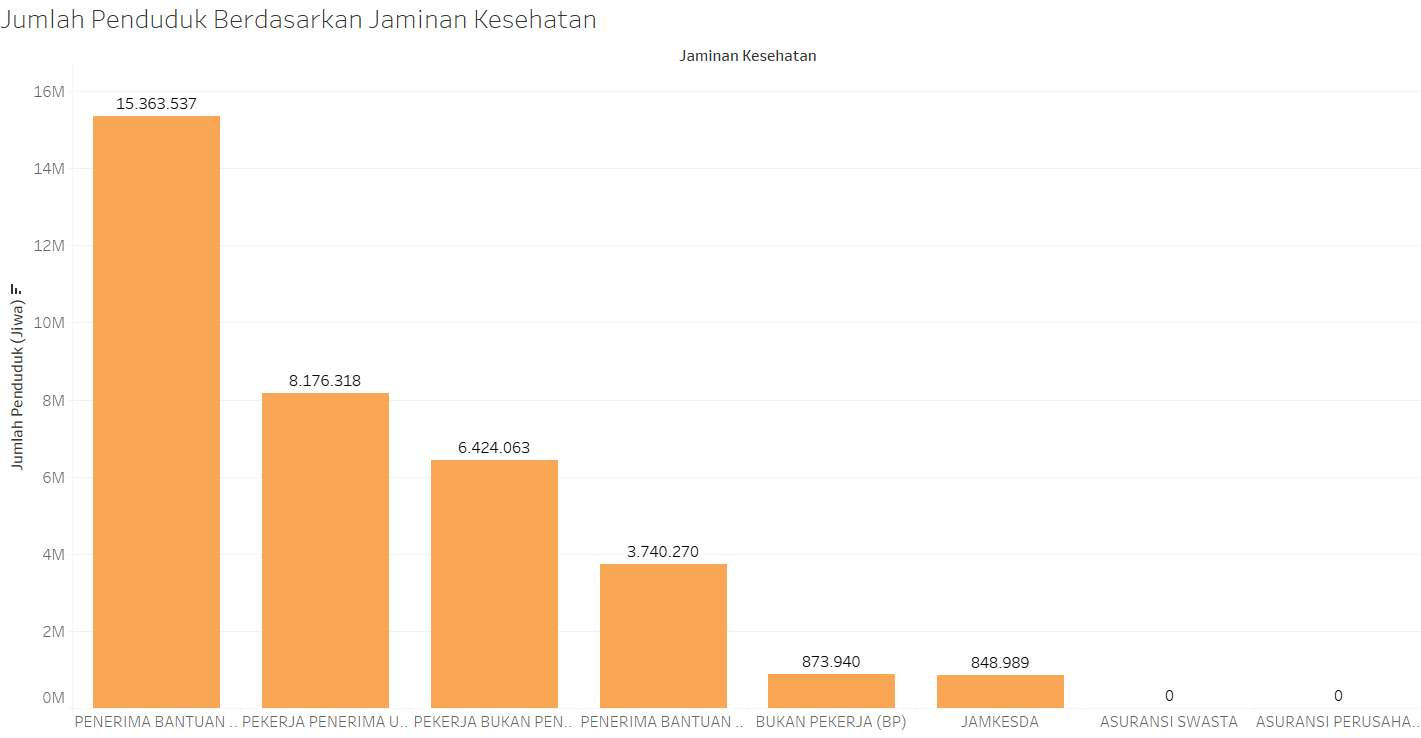 Jumlah Penduduk Berdasarkan Jaminan Kesehatan
Jaminan Kesehatan
Jumlah Penduduk (Jiwa)
16M
14M
12M
10M
8M
6M
4M
2M
0M
15.363.537
8.176.318
6.424.063
3.740.270
873.940
848.989
0
0
PENERIMA BANTUAN ..
PEKERJA PENERIMA U..
PEKERJA BUKAN PEN..
PENERIMA BANTUAN ..
BUKAN PEKERJA (BP)
JAMKESDA
ASURANSI SWASTA
ASURANSI PERUSAHA..